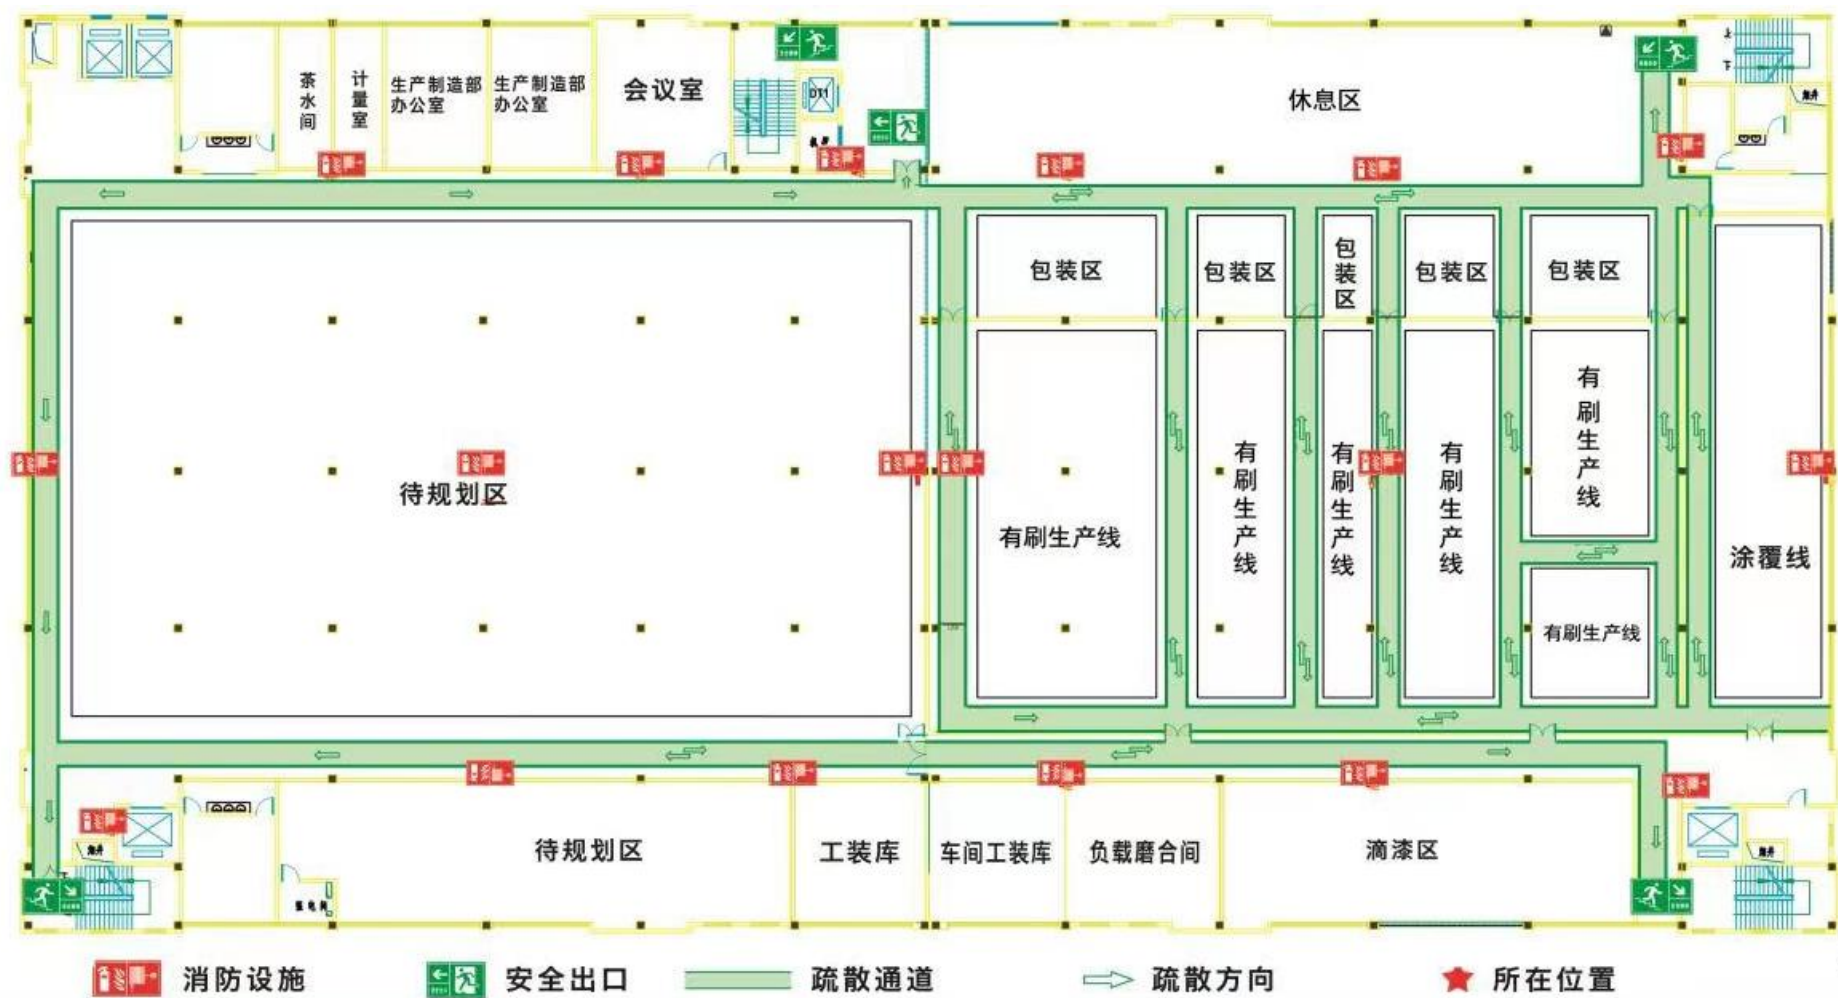 茶水间
计量室
生产制造部
办公室
生产制造部
办公室
会议室
DT1
休息区
上
下
包装区
包装区
包装区
包装区
包装区
待规划区
有刷生产线
有刷生产线
有刷生产线
有刷生产线
有刷生产线
有刷生产线
涂覆线
待规划区
工装库
车间工装库
负载磨合间
滴漆区
下
消防设施
安全出口
疏散通道
疏散方向
所在位置